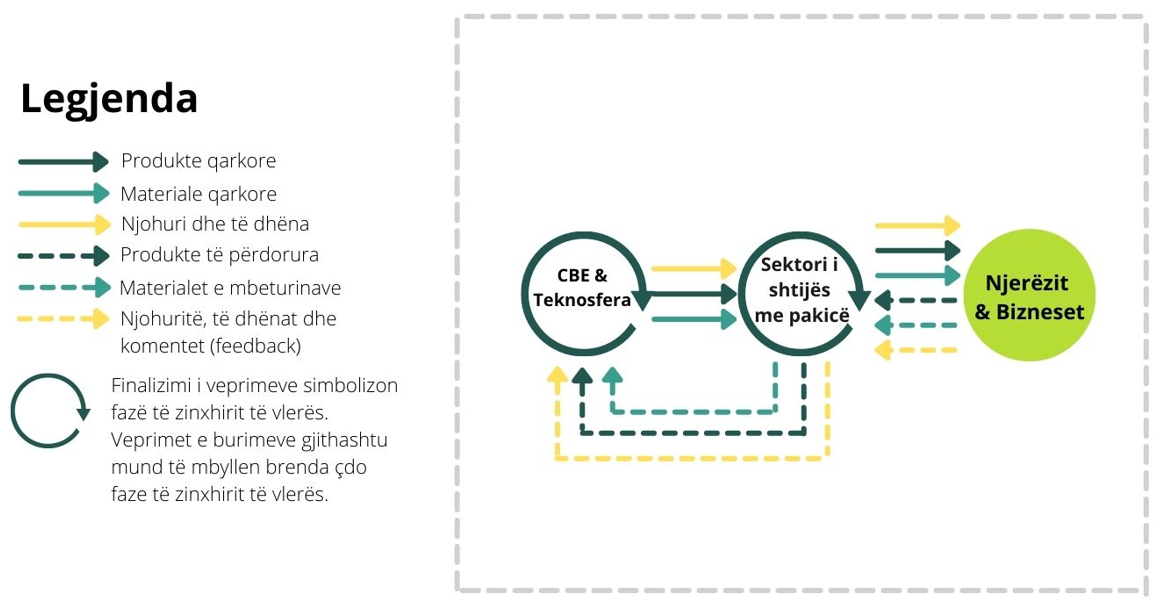 Legjenda
Produkte qarkore
Materiale qarkore
Njohuri dhe të dhëna
Produkte të përdorura
Materialet e mbeturinave
Njohuritë, të dhënat dhe
komentet (feedback)
Finalizimi i veprimeve simbolizon
fazë të zinxhirit të vlerës.
Veprimet e burimeve gjithashtu
mund të mbyllen brenda çdo
faze të zinxhirit të vlerës.
CBE &
Teknosfera
Sektori i
shtijës
me pakicë
Njerëzit
& Bizneset